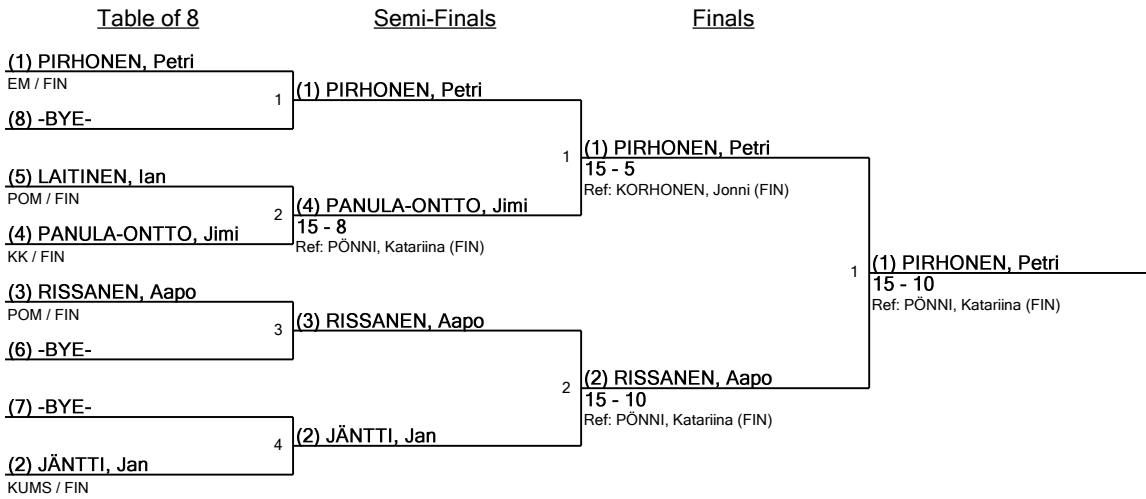 Table of 8
Semi-Finals
Finals
(1) PIRHONEN, Petri
EM / FIN
1
(8) -BYE-
(1) PIRHONEN, Petri
(5) LAITINEN, Ian
POM / FIN
2
(4) PANULA-ONTTO, Jimi
KK / FIN
(4) PANULA-ONTTO, Jimi
15 - 8
Ref: PÖNNI, Katariina (FIN)
1
(1) PIRHONEN, Petri
15 - 5
Ref: KORHONEN, Jonni (FIN)
(3) RISSANEN, Aapo
POM / FIN
3
(6) -BYE-
(3) RISSANEN, Aapo
(7) -BYE-
4
(2) JÄNTTI, Jan
KUMS / FIN
(2) JÄNTTI, Jan
2
(2) RISSANEN, Aapo
15 - 10
Ref: PÖNNI, Katariina (FIN)
1
(1) PIRHONEN, Petri
15 - 10
Ref: PÖNNI, Katariina (FIN)